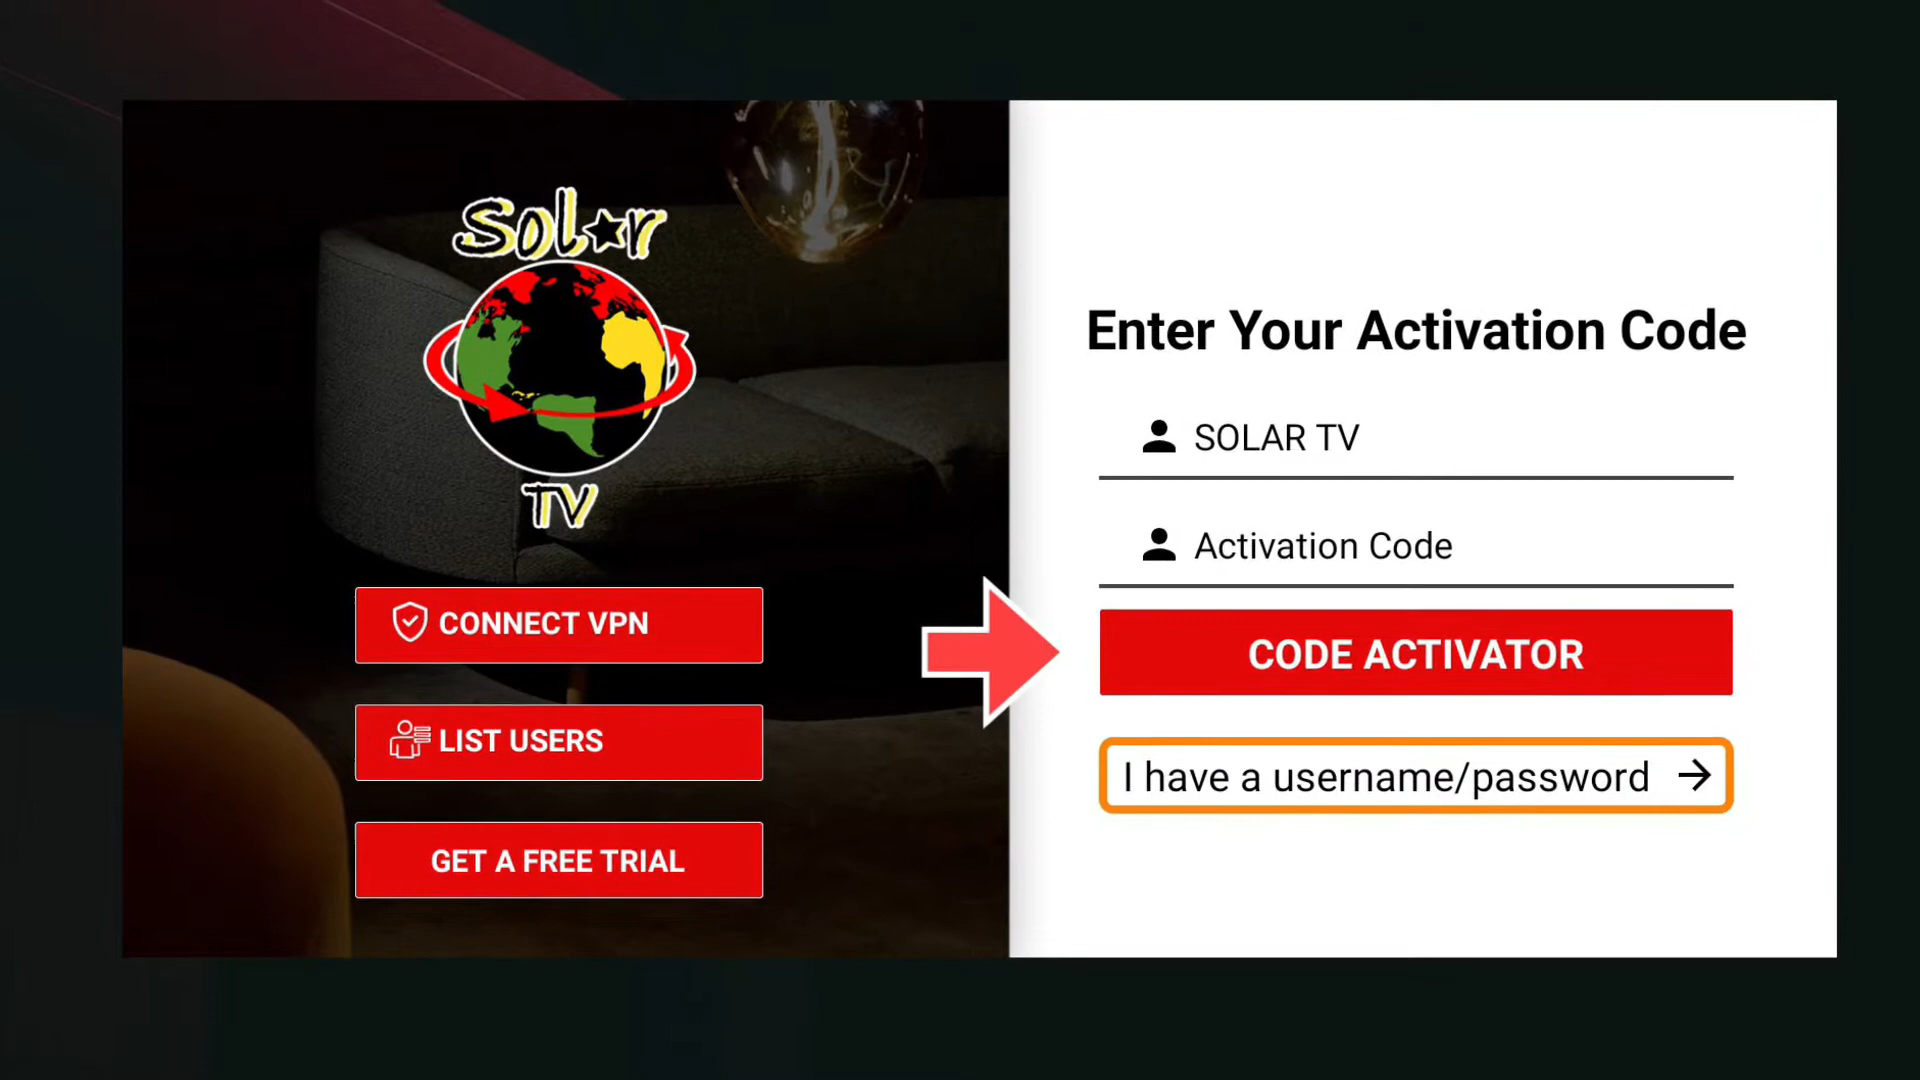 Solar
TV
CONNECT VPN
LIST USERS
GET A FREE TRIAL
Enter Your Activation Code
SOLAR TV
Activation Code
CODE ACTIVATOR
I have a username/password